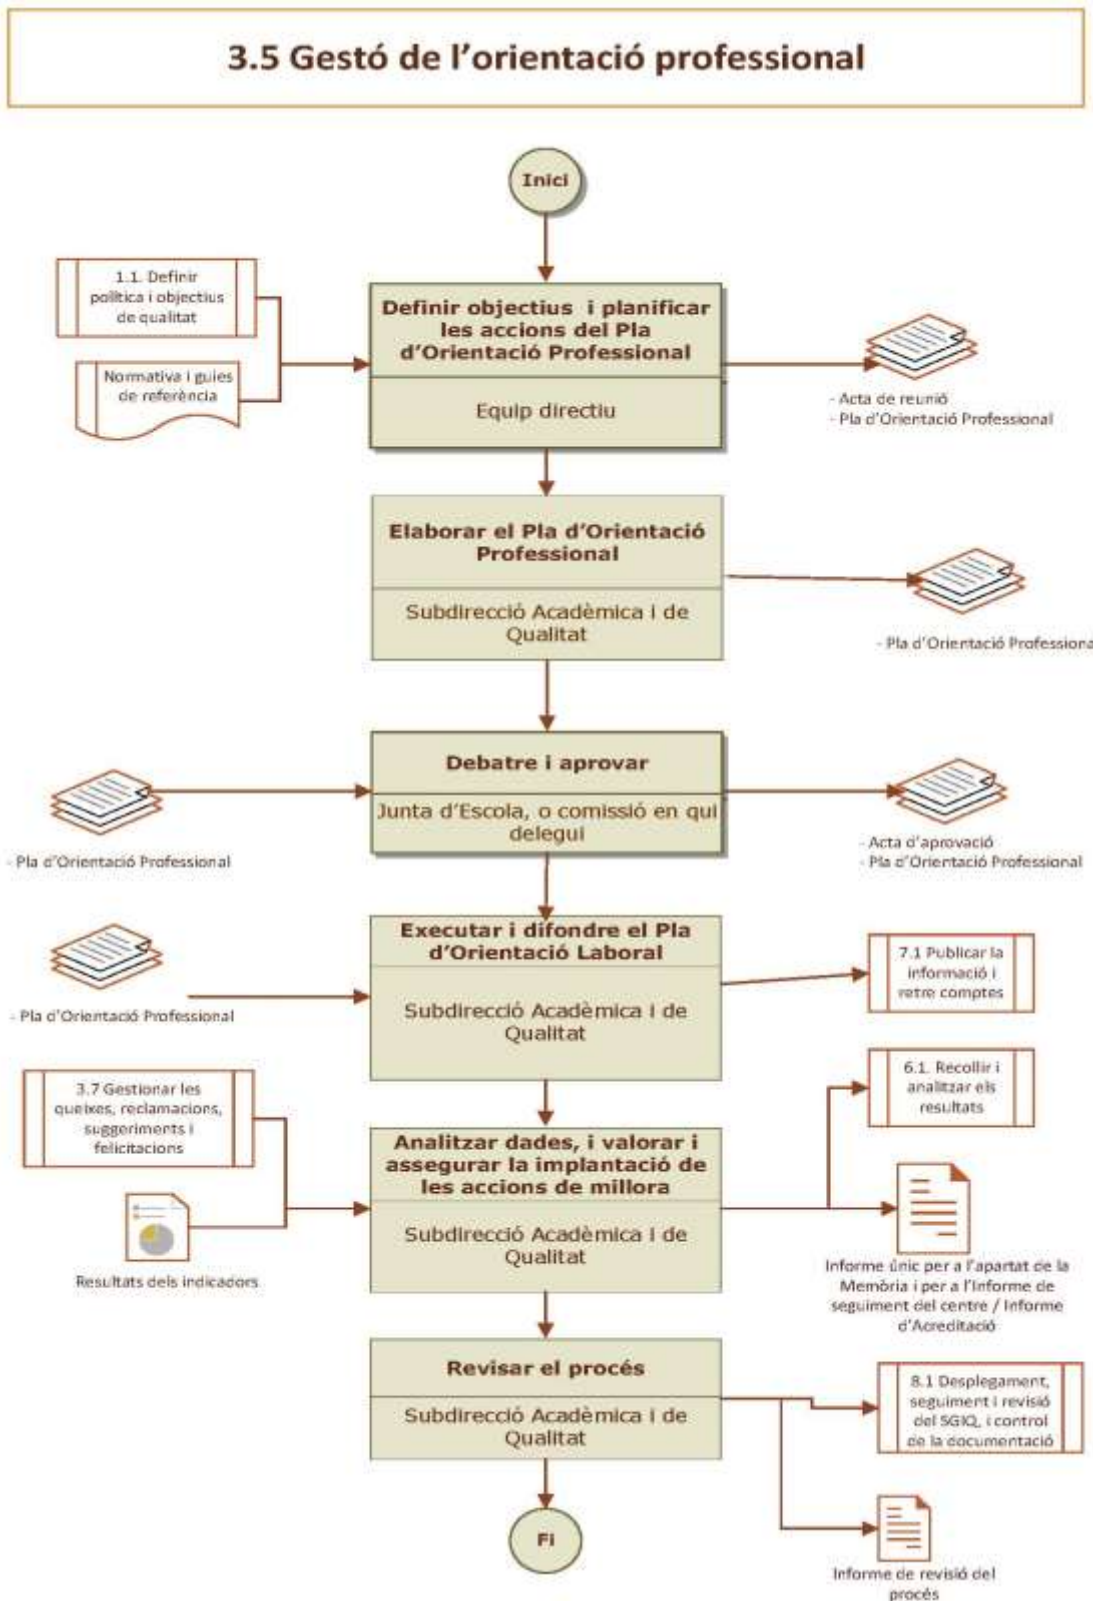 3.5 Gestó de l'orientació professional
Inici
1.1. Definir
política i objectius
de qualitat
Normativa i guies
de referència
Definir objectius i planificar
les accions del Pla
d'Orientació Professional
Equip directiu
- Acta de reunió
- Pla d'Orientació Professional
Elaborar el Pla d'Orientació
Professional
Subdirecció Acadèmica i de
Qualitat
- Pla d'Orientació Professional
Debatre i aprovar
Junta d'Escola, o comissió en qui
delegui
- Pla d'Orientació Professional
- Acta d'aprovació
- Pla d'Orientació Professional
Executar i difondre el Pla
d'Orientació Laboral
Subdirecció Acadèmica i de
Qualitat
- Pla d'Orientació Professional
7.1 Publicar la
informació i
retre comptes
3.7 Gestionar les
queixes, reclamacions,
suggeriments i
felicitacions
Resultats dels indicadors
Analitzar dades, i valorar i
assegurar la implantació de
les accions de millora
Subdirecció Acadèmica i de
Qualitat
6.1. Recollir i
analitzar els
resultats
Informe únic per a l'apartat de la
Memòria i per a l'Informe de
seguiment del centre / Informe
d'Acreditació
Revisar el procés
Subdirecció Acadèmica i de
Qualitat
8.1 Desplegament,
seguiment i revisió
del SGIQ, i control
de la documentació
Informe de revisió del
procés
Fi